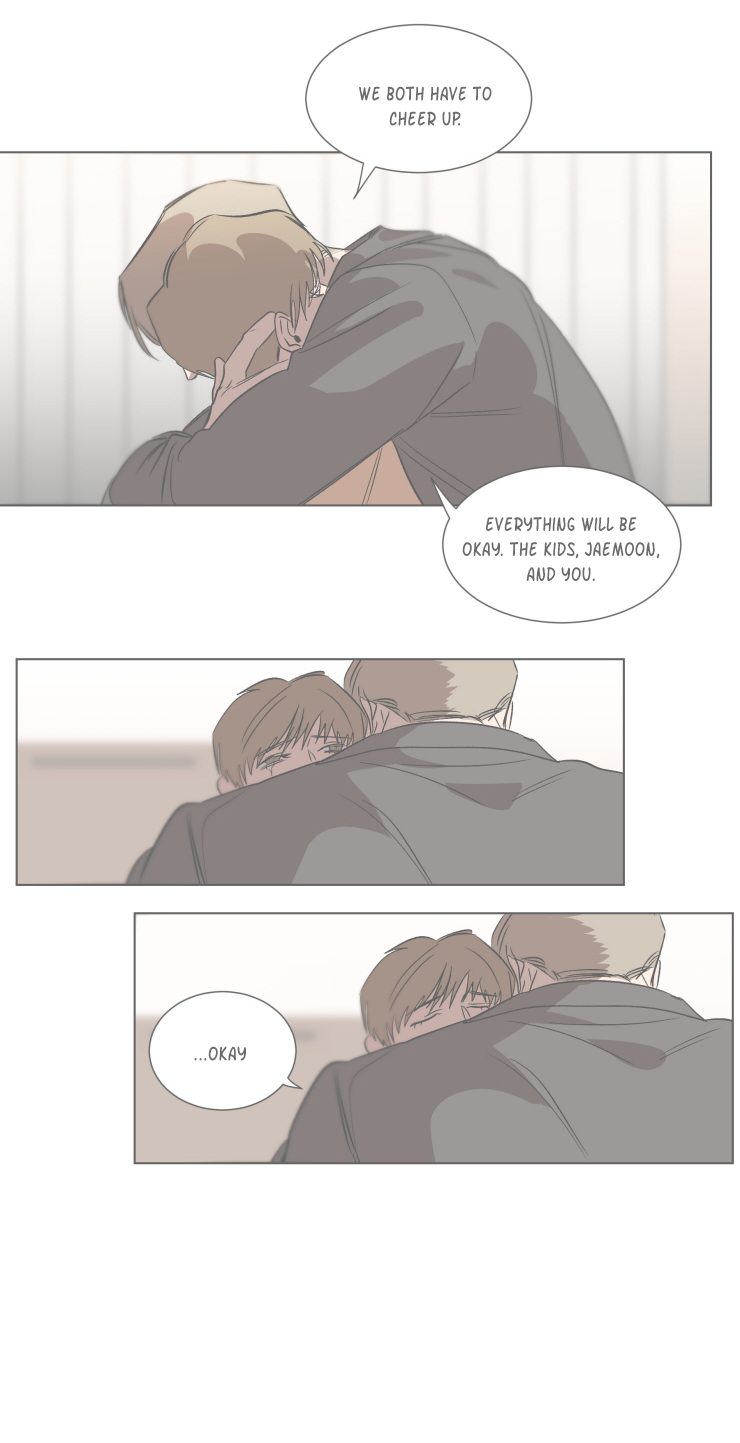 WE BOTH HAVE TO
CHEER UP.
EVERYTHING WILL BE
OKAY. THE KIDS, JAEMOON,
AND YOU.
...OKAY